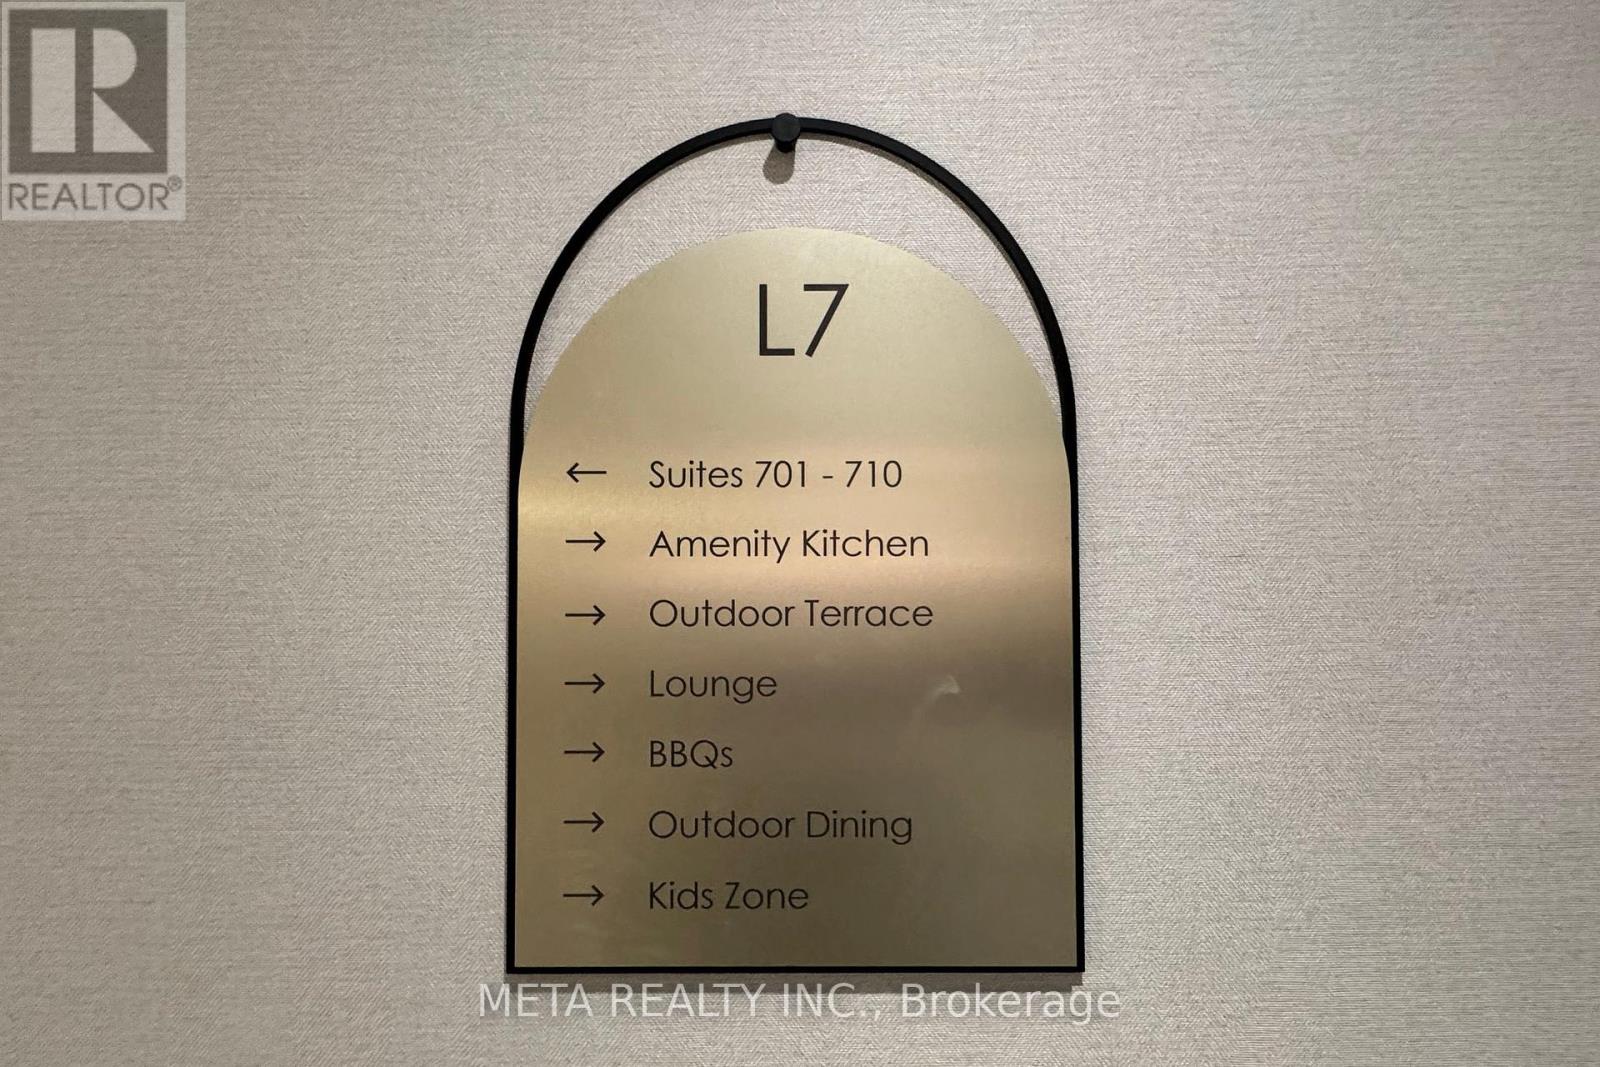 REALTOR®
L7
← Suites 701 - 710
→ Amenity Kitchen
→ Outdoor Terrace
→ Lounge
→ BBQs
→ Outdoor Dining
→ Kids Zone
META REALTY INC., Brokerage